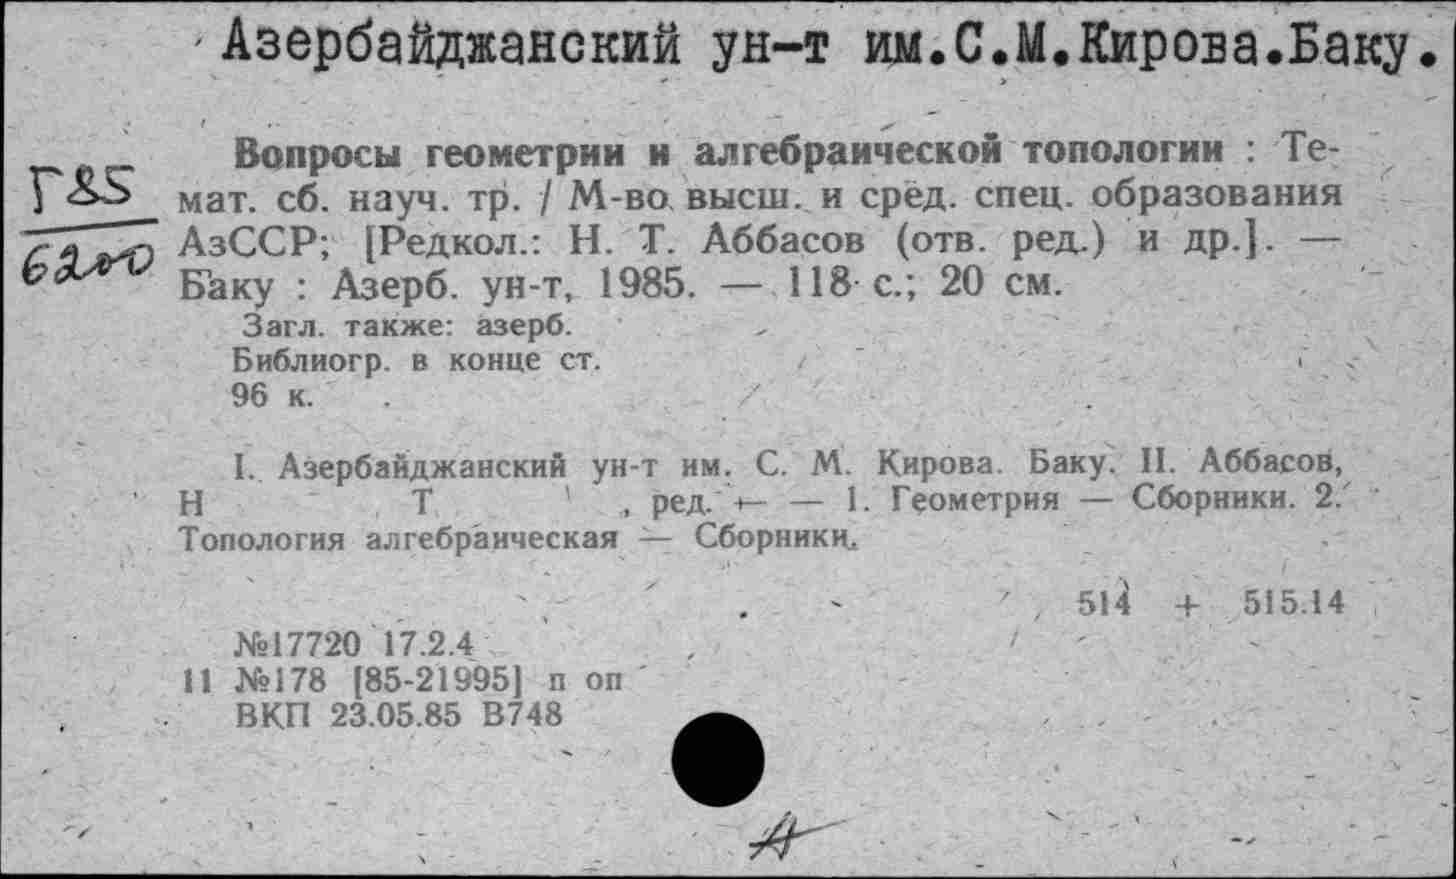 Азербайджанский ун-т им.С.М.Кирова.Баку.
Вопросы геометрии и алгебраической топологии : Те-
мат. сб. науч. тр. / М-во высш. и сред. спец. образования
АзССР; [Редкол.: Н. Т. Аббасов (отв. ред.) и др.]. —
Баку : Азерб. ун-т, 1985. — 118 с.; 20 см.
Загл. также: азерб.
Библиогр. в конце ст.
96 к.
I. Азербайджанский ун-т им. С. М. Кирова. Баку. II. Аббасов,
Н Т , ред. — — 1. Геометрия — Сборники. 2.
Топология алгебраическая — Сборники.
514 + 515.14
№17720 17.2.4
11 №178 [85-21995] п оп
ВКП 23.05.85 В748